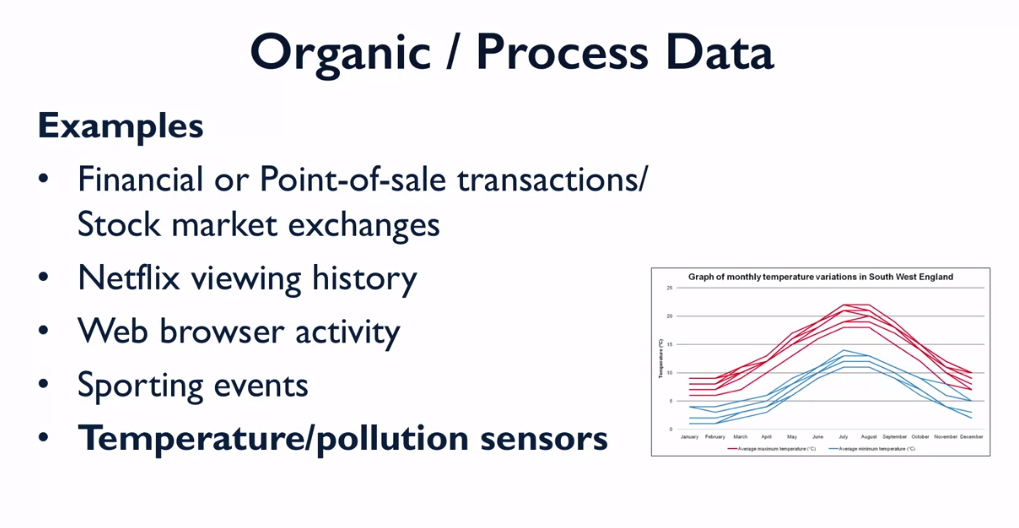 Organic / Process Data
Examples
• Financial or Point-of-sale transactions/
Stock market exchanges
• Netflix viewing history
• Web browser activity
• Sporting events
• Temperature/pollution sensors
Graph of monthly temperature variations in South West England
Temperature (°C)
25
20
15
10
5
0
January February March April May June July August September October November December
Average maximum temperature (°C) Average minimum temperature (°C)